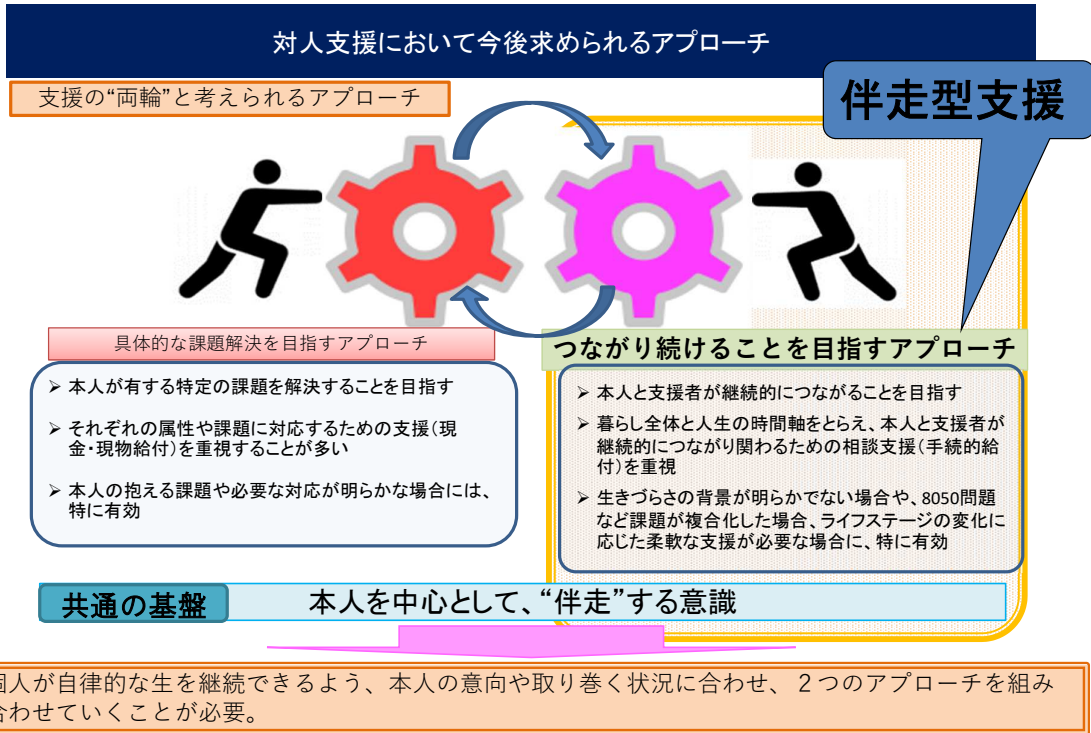 対人支援において今後求められるアプローチ
伴走型支援
支援の“両輪”と考えられるアプローチ
具体的な課題解決を目指すアプローチ
➢ 本人が有する特定の課題を解決することを目指す
➢ それぞれの属性や課題に対応するための支援(現
金・現物給付)を重視することが多い
➢ 本人の抱える課題や必要な対応が明らかな場合には、
特に有効
つながり続けることを目指すアプローチ
➢ 本人と支援者が継続的につながることを目指す
➢ 暮らし全体と人生の時間軸をとらえ、本人と支援者が
継続的につながり関わるための相談支援(手続的給
付)を重視
➢ 生きづらさの背景が明らかでない場合や、8050問題
など課題が複合化した場合、ライフステージの変化に
応じた柔軟な支援が必要な場合に、特に有効
共通の基盤
本人を中心として、“伴走”する意識
個人が自律的な生を継続できるよう、本人の意向や取り巻く状況に合わせ、２つのアプローチを組み
合わせていくことが必要。